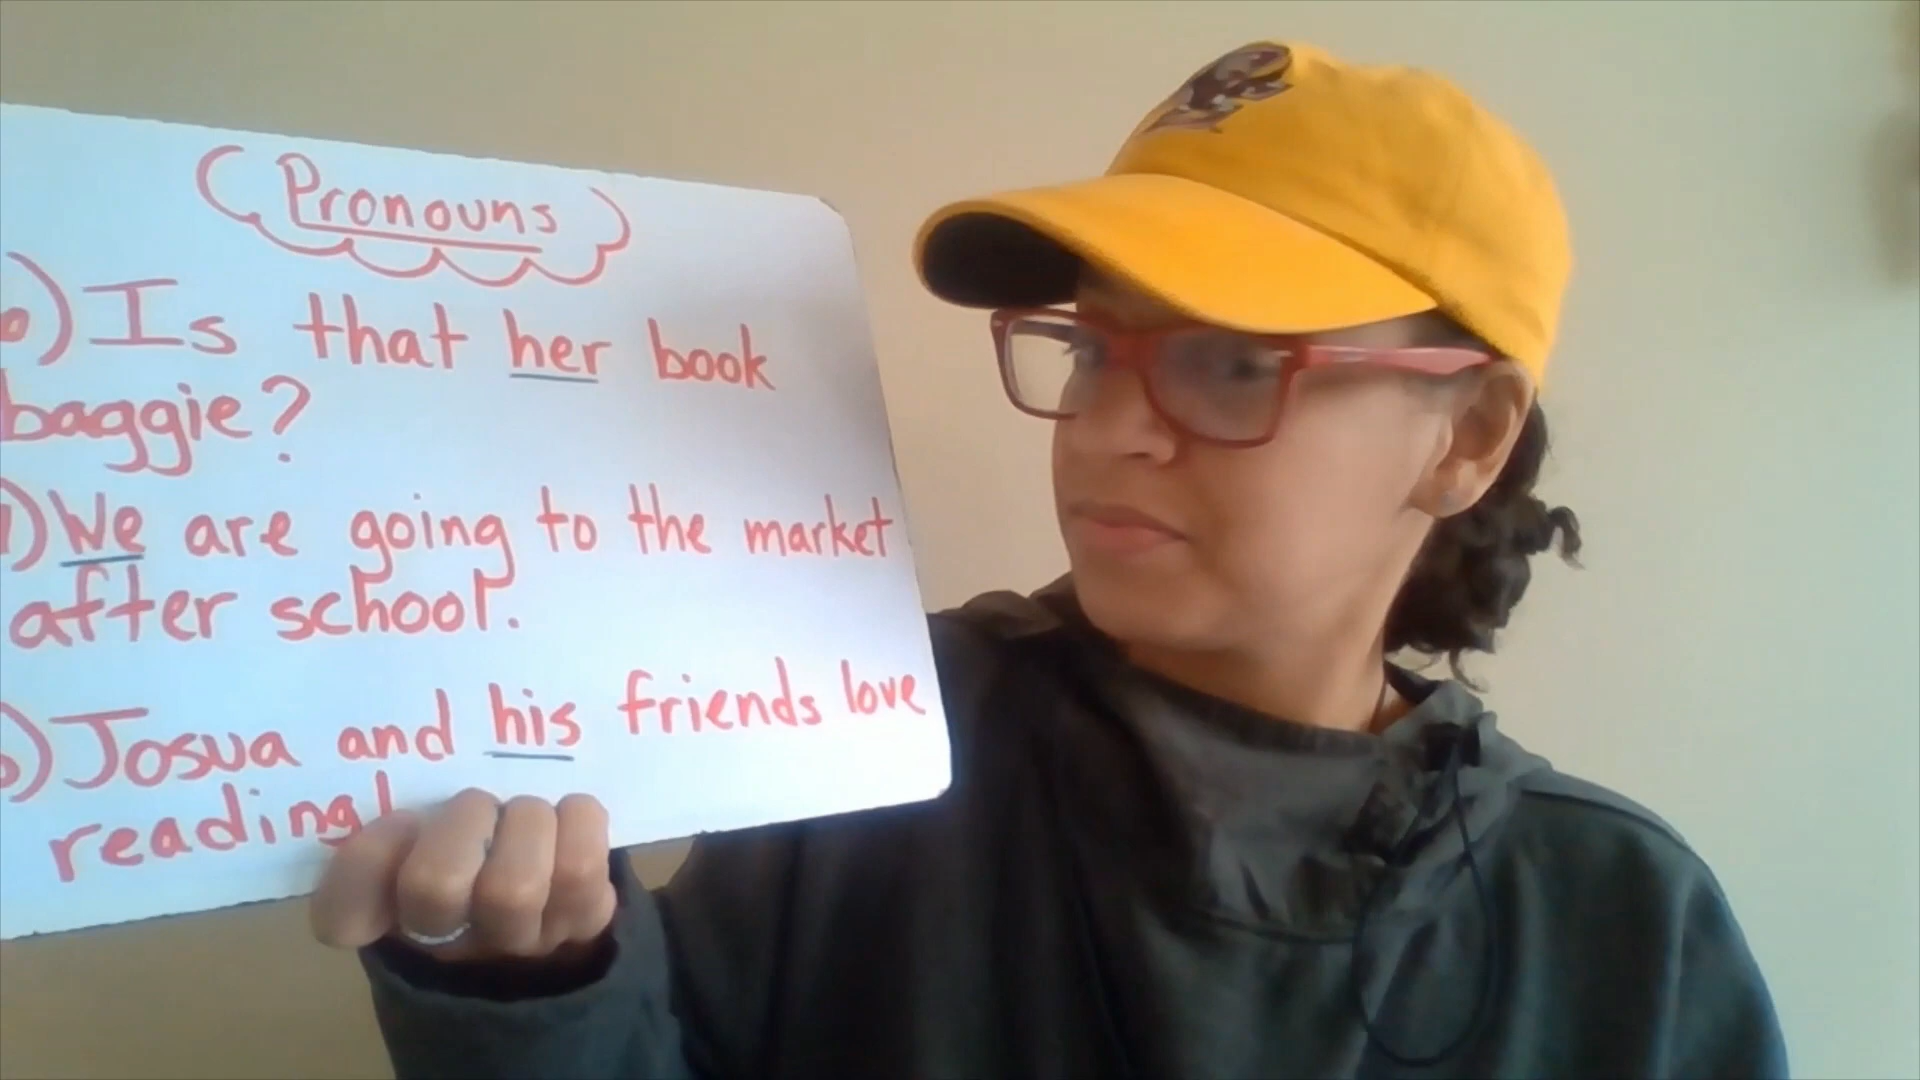 Pronouns
) Is that her book
baggie?
) We are going to the market
after school.
) Josua and his friends love
reading!